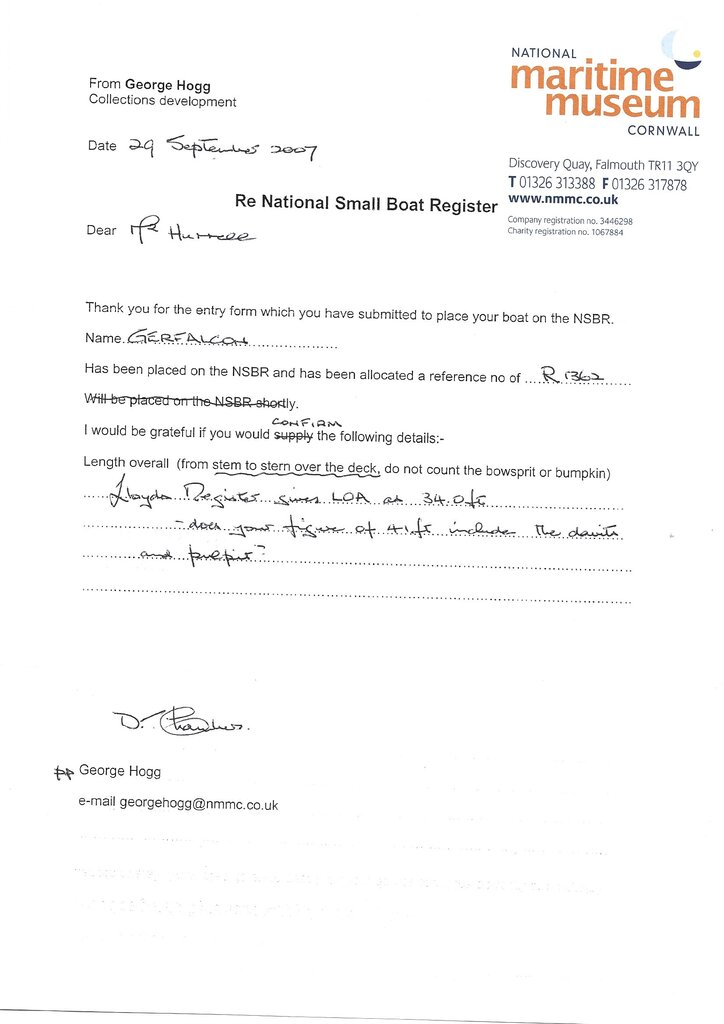 NATIONAL
maritime
museum
CORNWALL
From George Hogg
Collections development
Date 29 September 2007
Discovery Quay, Falmouth TR11 3QY
T 01326 313388 F 01326 317878
www.nmmc.co.uk
Company registration no. 3446298
Charity registration no. 1067884
Re National Small Boat Register
Dear Mr Hurrell
Thank you for the entry form which you have submitted to place your boat on the NSBR.
Name GERFALCON
Has been placed on the NSBR and has been allocated a reference no of R1362
Will be placed on the NSBR shortly.
CONFIRM
I would be grateful if you would supply the following details:-
Length overall (from stem to stern over the deck, do not count the bowsprit or bumpkin)
Lloyds Register gives LOA as 34.0ft
- does your figure of 41ft include the davits
and pulpit?
D.
pp George Hogg
e-mail georgehogg@nmmc.co.uk